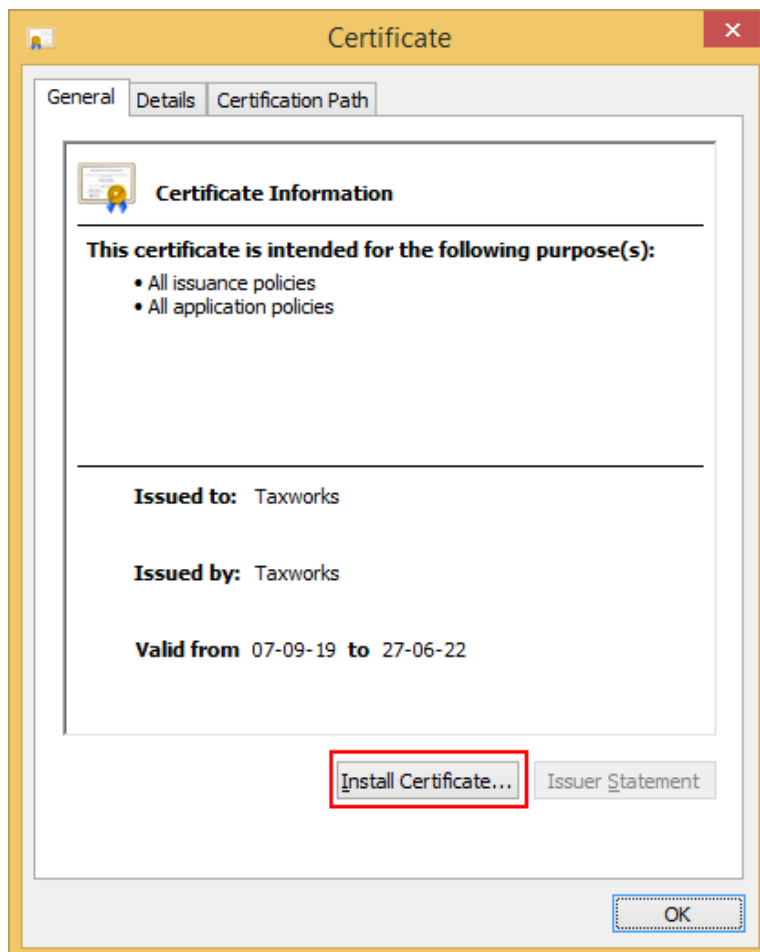 Certificate
General Details Certification Path
Certificate Information
This certificate is intended for the following purpose(s):
• All issuance policies
• All application policies
Issued to: Taxworks
Issued by: Taxworks
Valid from 07-09-19 to 27-06-22
Install Certificate... Issuer Statement
OK